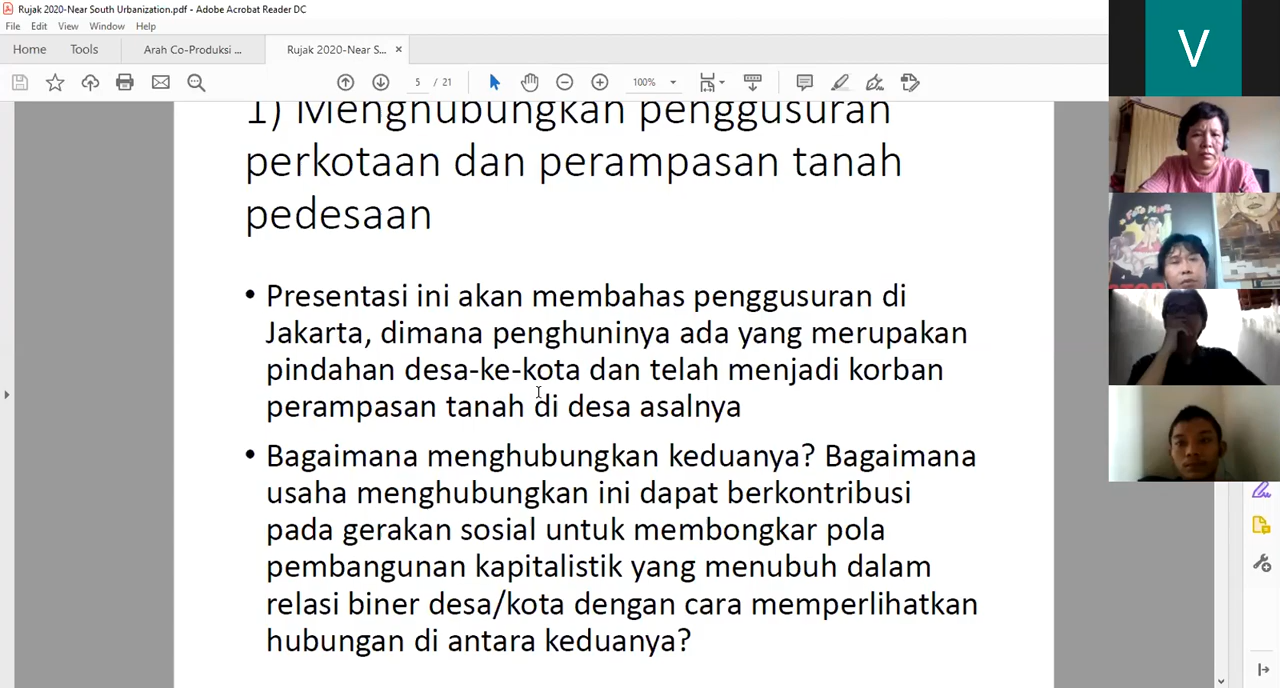 Rujak 2020-Near South Urbanization.pdf - Adobe Acrobat Reader DC
File Edit View Window Help
Home Tools Arah Co-Produksi ... Rujak 2020-Near S... ×
5 / 21 100%
1) Menghubungkan penggusuran
perkotaan dan perampasan tanah
pedesaan
• Presentasi ini akan membahas penggusuran di
Jakarta, dimana penghuninya ada yang merupakan
pindahan desa-ke-kota dan telah menjadi korban
perampasan tanah di desa asalnya
• Bagaimana menghubungkan keduanya? Bagaimana
usaha menghubungkan ini dapat berkontribusi
pada gerakan sosial untuk membongkar pola
pembangunan kapitalistik yang menubuh dalam
relasi biner desa/kota dengan cara memperlihatkan
hubungan di antara keduanya?
V